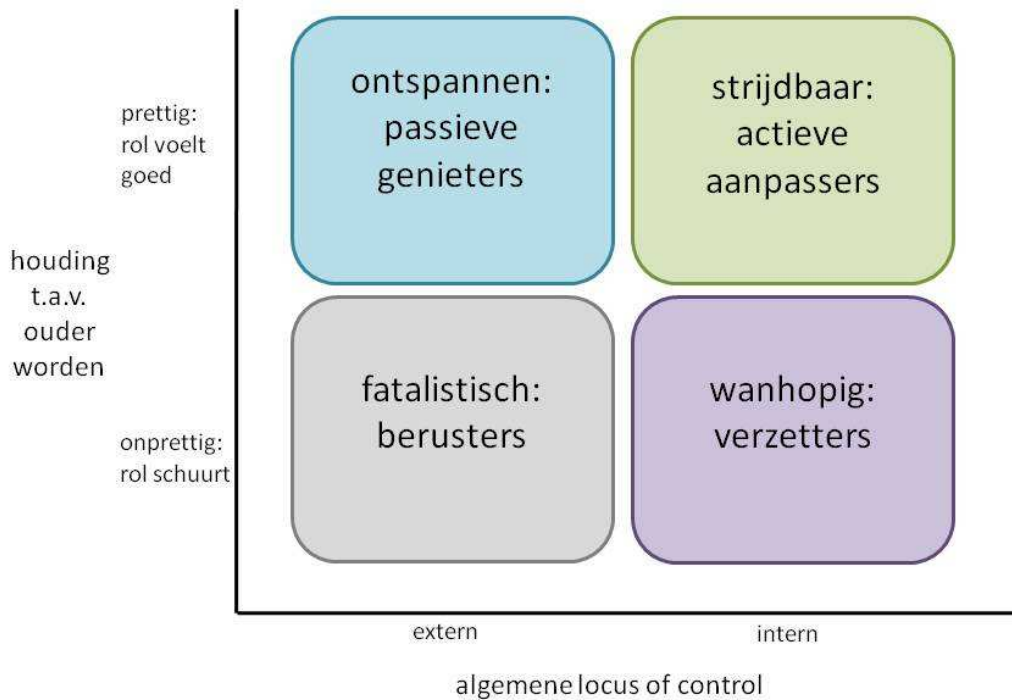 ontspannen:
passieve
genieters
strijdbaar:
actieve
aanpassers
prettig:
rol voelt
goed
houding
t.a.v.
ouder
worden
fatalistisch:
berusters
wanhopig:
verzetters
onprettig:
rol schuurt
extern
intern
algemene locus of control